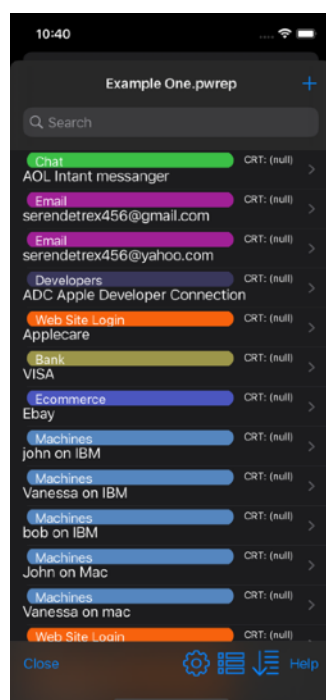 10:40
Example One.pwrep
+
Search
Chat CRT: (null)
AOL Intant messanger
Email CRT: (null)
serendetrex456@gmail.com
Email CRT: (null)
serendetrex456@yahoo.com
Developers CRT: (null)
ADC Apple Developer Connection
Web Site Login CRT: (null)
Applecare
Bank CRT: (null)
VISA
Ecommerce CRT: (null)
Ebay
Machines CRT: (null)
john on IBM
Machines CRT: (null)
Vanessa on IBM
Machines CRT: (null)
bob on IBM
Machines CRT: (null)
John on Mac
Machines CRT: (null)
Vanessa on mac
Web Site Login CRT: (null)
Close Help